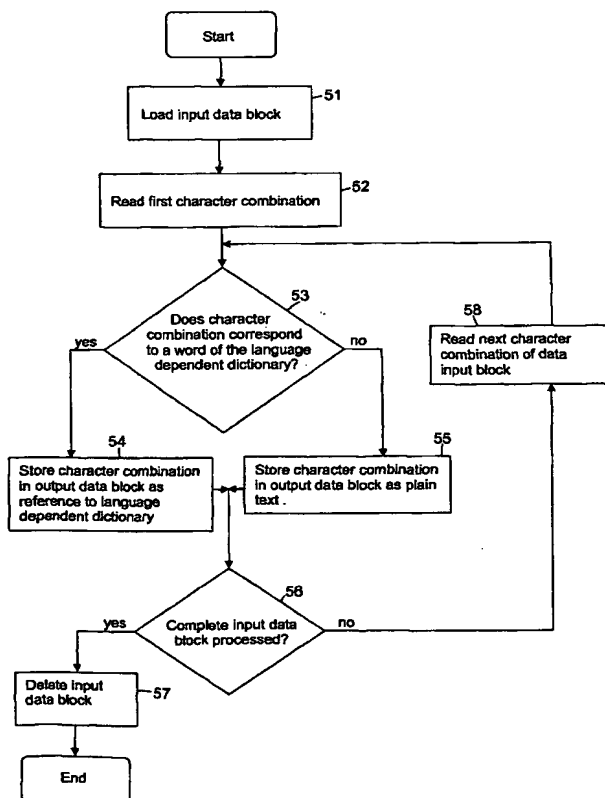 Start
51
Load input data
block
52
Read first character combination
53
Does character
combination correspond
to a word of the language
dependent dictionary?
yes
no
58
Read next character
combination of data
input block
54
Store character combination
in output data block as
reference to language
dependent dictionary
55
Store character combination
in output data block as plain
text .
56
Complete input data
block processed?
yes
no
Delete input
data block
57
End